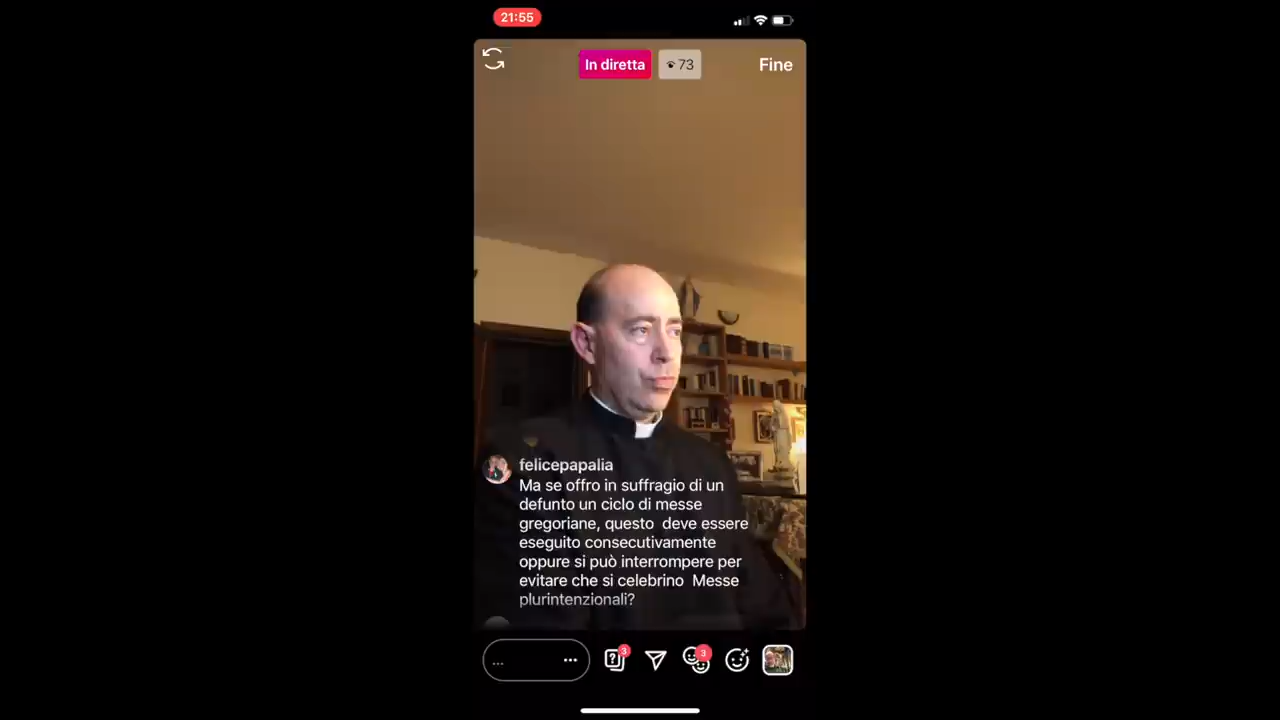 21:55
In diretta
73
Fine
felicepapalia
Ma se offro in suffragio di un
defunto un ciclo di messe
gregoriane, questo  deve essere
eseguito consecutivamente
oppure si può interrompere per
evitare che si celebrino  Messe
plurintenzionali?
...
3
3